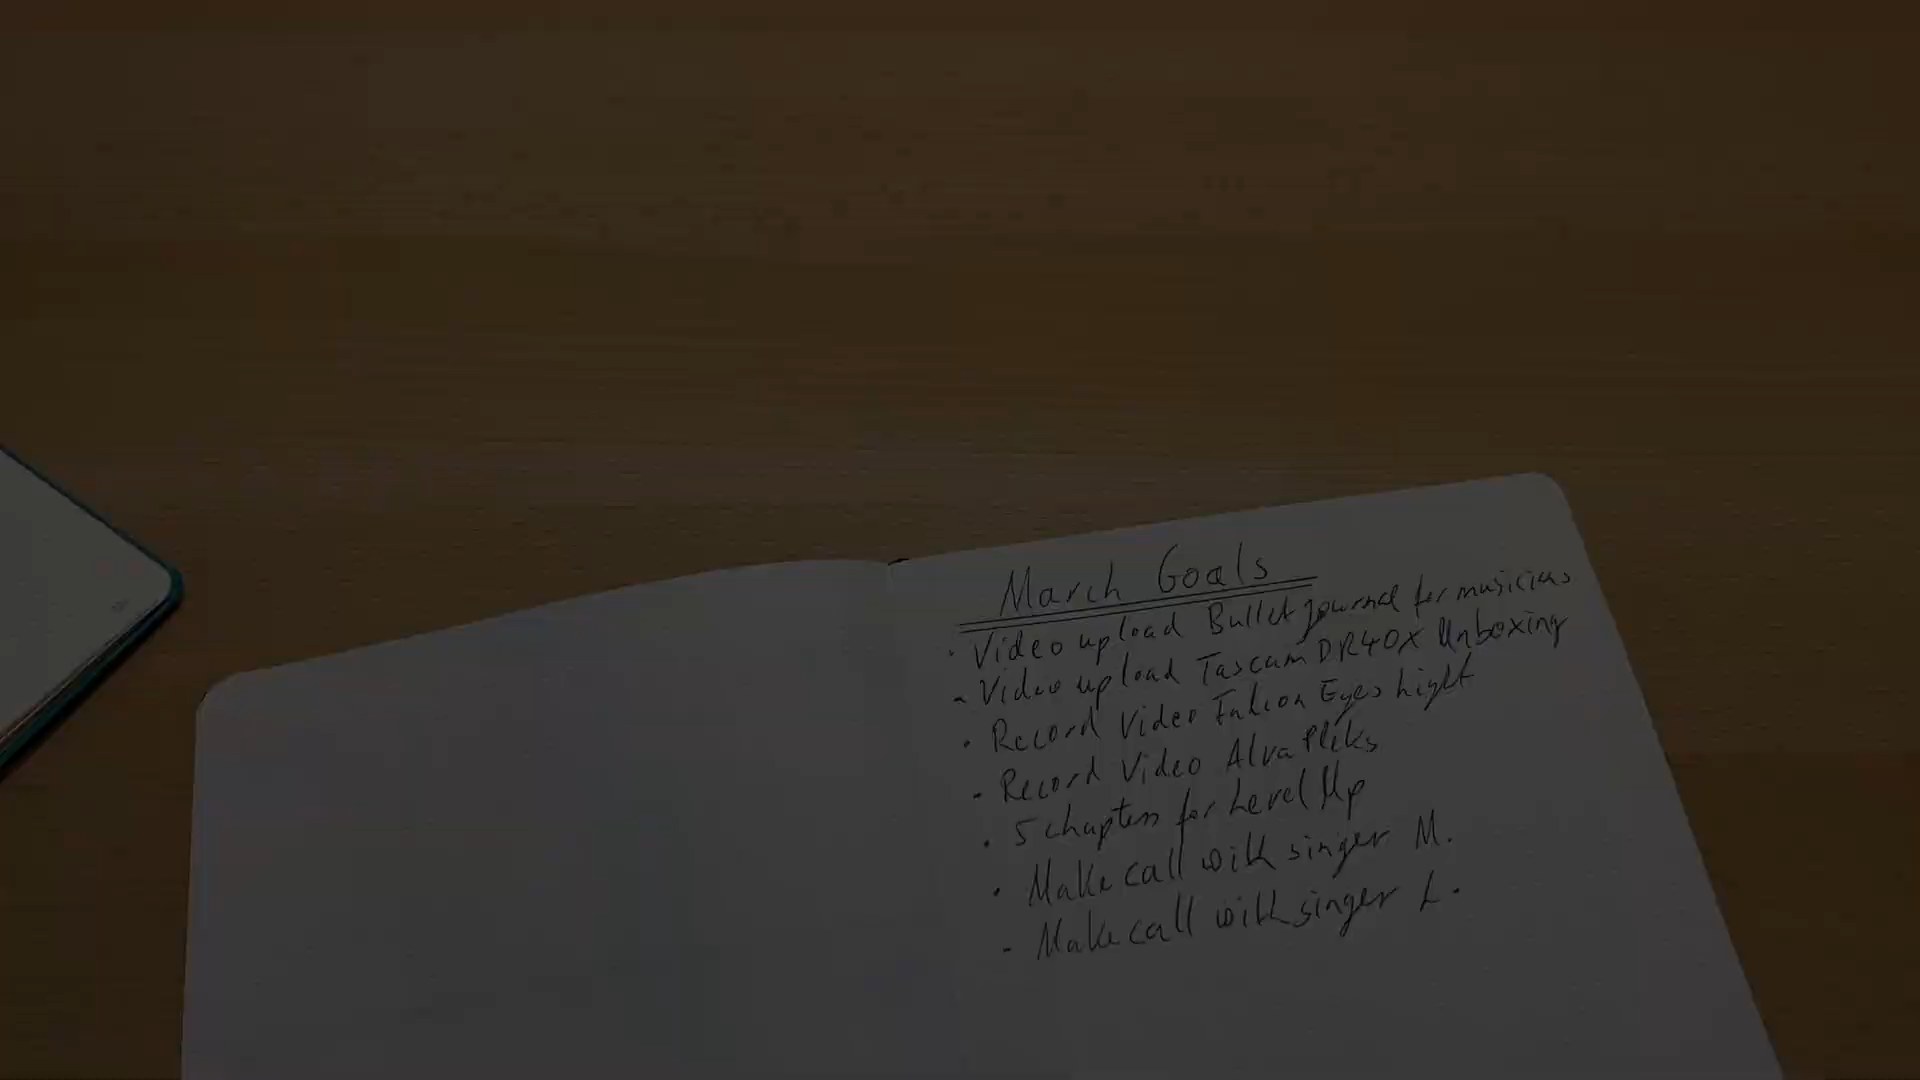 March Goals
· Video upload Bullet journal for musicians
- Video upload Tascam DR40X Unboxing
· Record Video Falcon Eyes Light
- Record Video Alva Pliks
· 5 chapters for Level Up
· Make call with singer M.
- Make call with singer L.